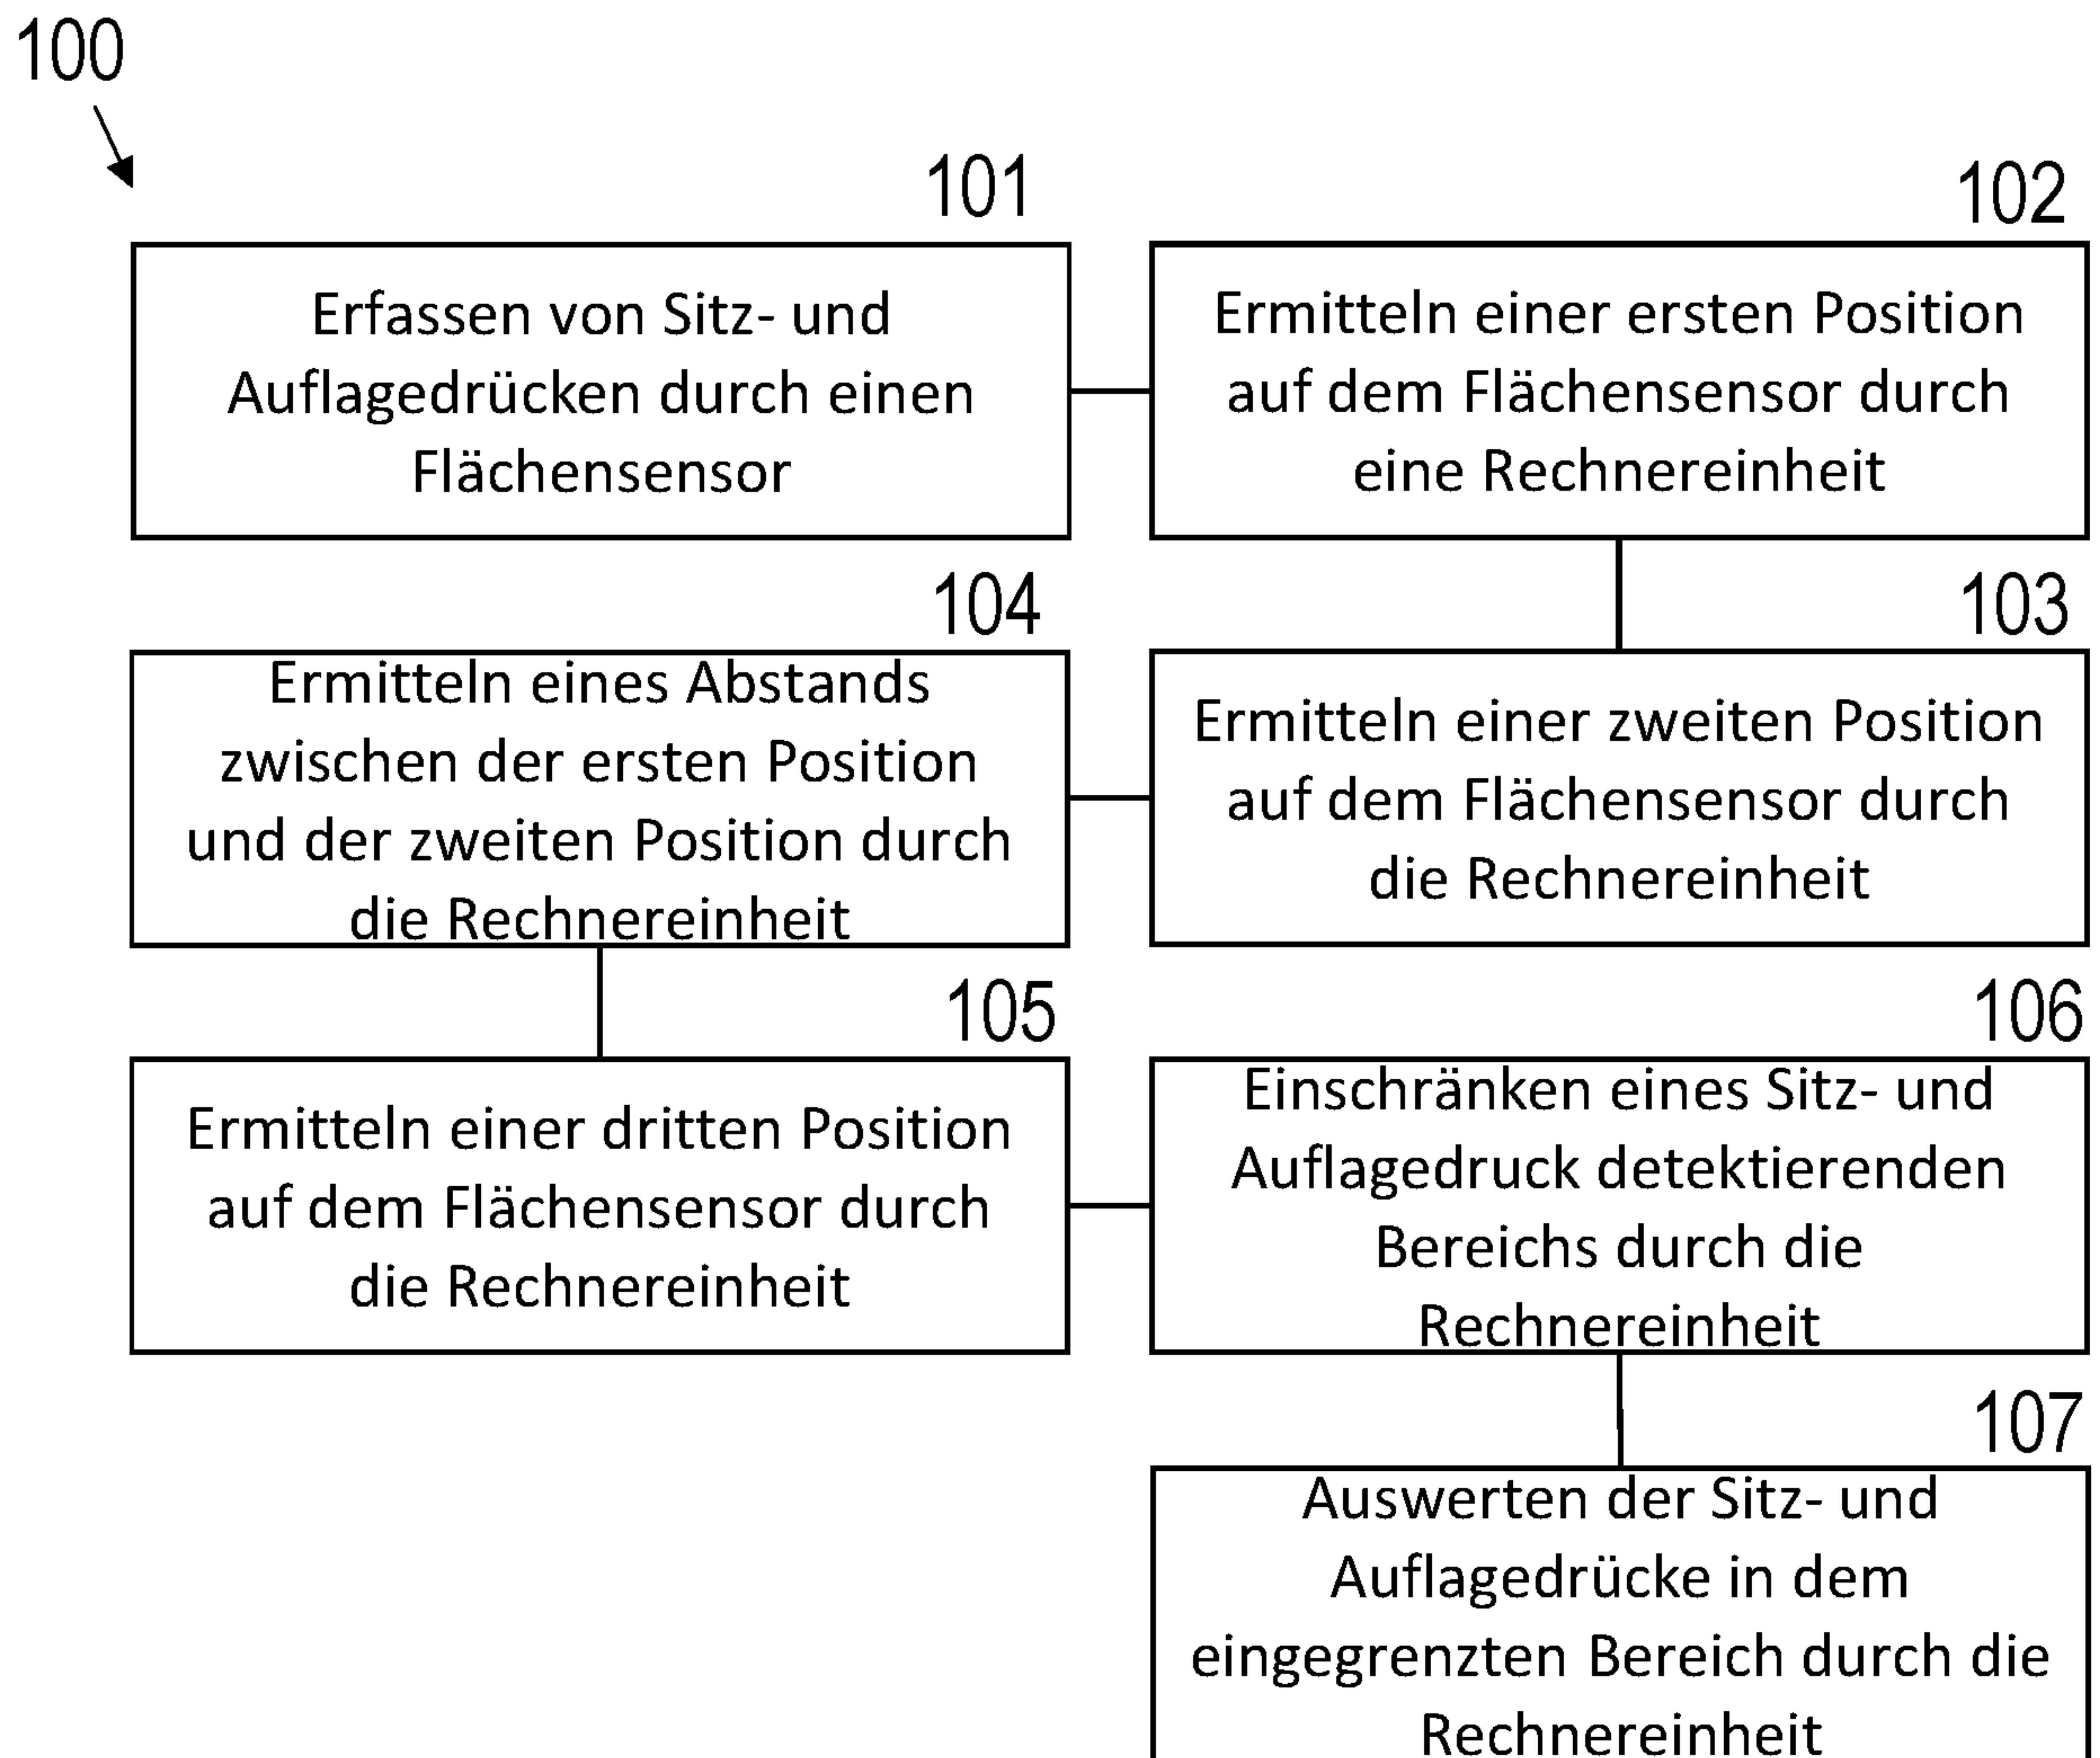 100
101
Erfassen von Sitz- und
Auflagedrücken durch einen
Flächensensor
102
Ermitteln einer ersten Position
auf dem Flächensensor durch
eine Rechnereinheit
103
Ermitteln einer zweiten Position
auf dem Flächensensor durch
die Rechnereinheit
104
Ermitteln eines Abstands
zwischen der ersten Position
und der zweiten Position durch
die Rechnereinheit
105
Ermitteln einer dritten Position
auf dem Flächensensor durch
die Rechnereinheit
106
Einschränken eines Sitz- und
Auflagedruck detektierenden
Bereichs durch die
Rechnereinheit
107
Auswerten der Sitz- und
Auflagedrücke in dem
eingegrenzten Bereich durch die
Rechnereinheit